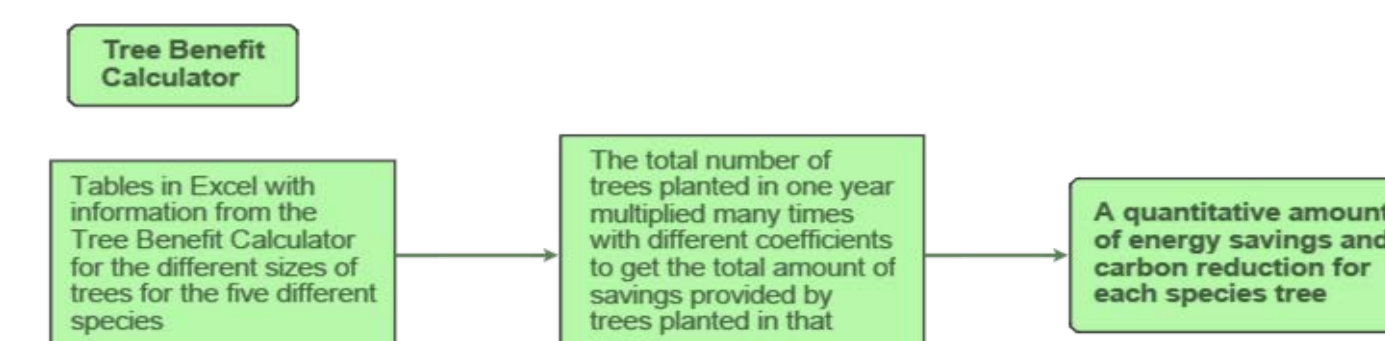 Tree Benefit
Calculator
Tables in Excel with
information from the
Tree Benefit Calculator
for the different sizes of
trees for the five different
species
The total number of
trees planted in one year
multiplied many times
with different coefficients
to get the total amount of
savings provided by
trees planted in that
A quantitative amount
of energy savings and
carbon reduction for
each species tree